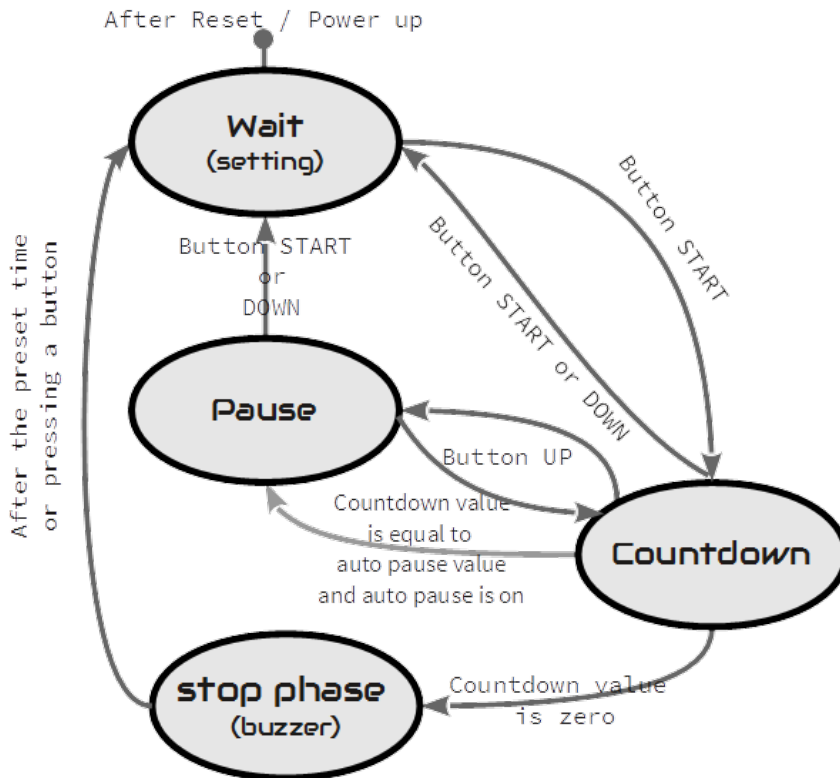 After Reset / Power up
Wait
(setting)
Button START
Button START or DOWN
Button START
or
DOWN
After the preset time
or pressing a button
Pause
Button UP
Countdown value
is equal to
auto pause value
and auto pause is on
Countdown
stop phase
(buzzer)
Countdown value
is zero